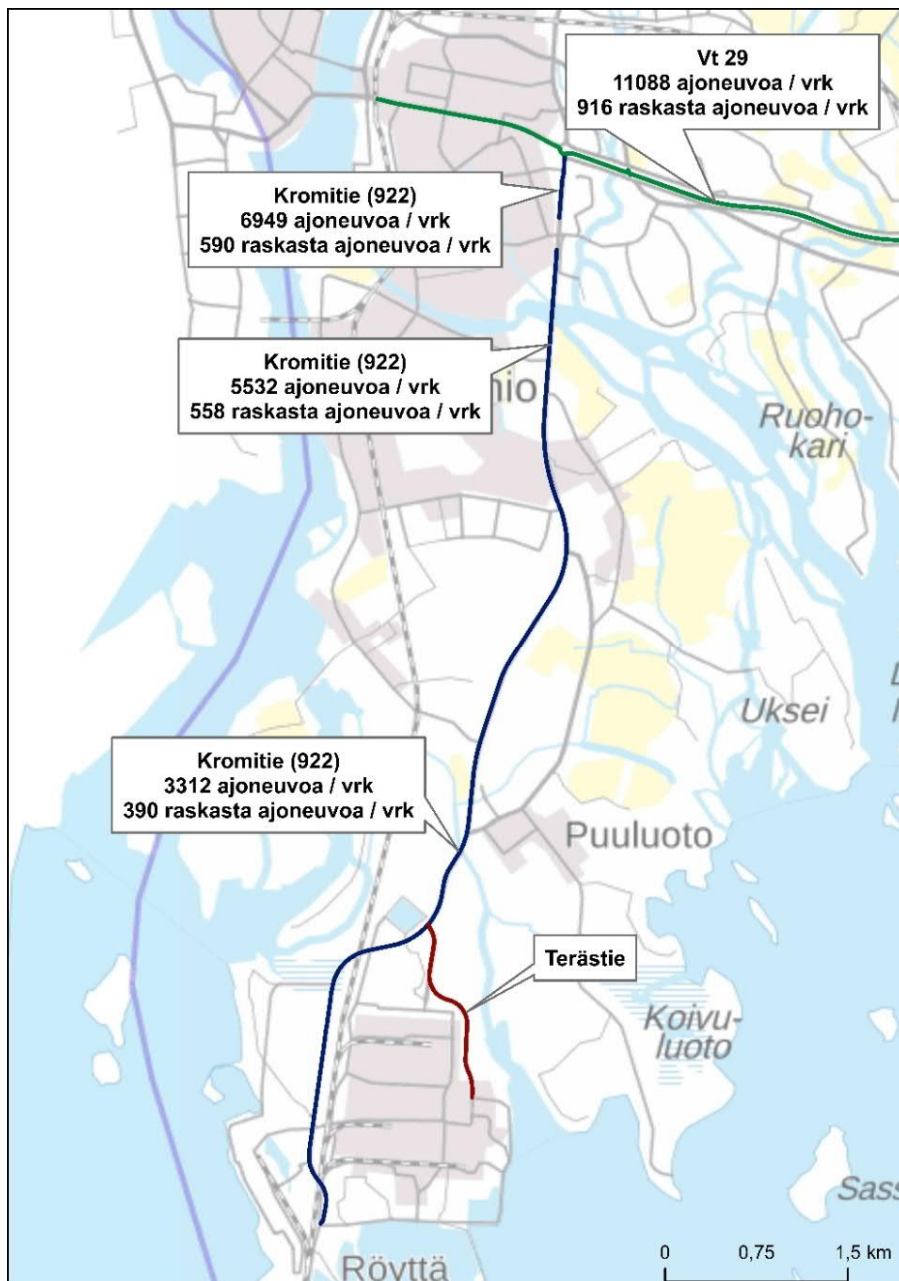 Vt 29
11088 ajoneuvoa / vrk
916 raskasta ajoneuvoa / vrk
Kromitie (922)
6949 ajoneuvoa / vrk
590 raskasta ajoneuvoa / vrk
Kromitie (922)
5532 ajoneuvoa / vrk
558 raskasta ajoneuvoa / vrk
nio
Ruoho-
kari
Uksei
Kromitie (922)
3312 ajoneuvoa / vrk
390 raskasta ajoneuvoa / vrk
Puuluoto
Terästie
Koivu-
luoto
Sass
Röyttä
0 0,75 1,5 km